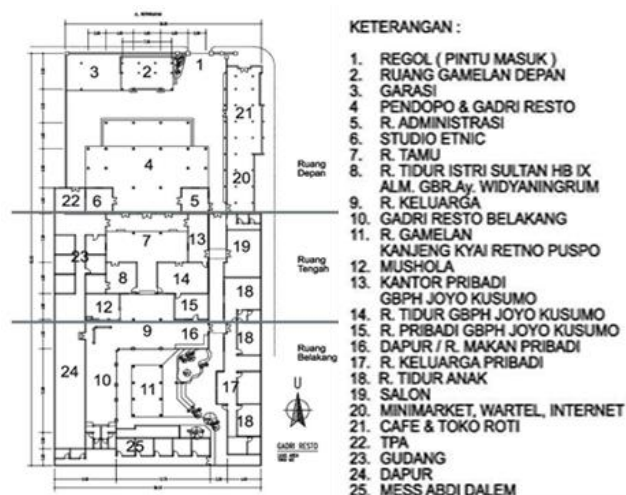 1
3
2
21
4
20
Ruang
Depan
22
6
5
7
13
19
23
Ruang
Tengah
8
14
12
15
18
9
16
Ruang
Belakang
18
24
10
11
17
18
25
U
GADRI RESTO
KETERANGAN :
1. REGOL ( PINTU MASUK )
2. RUANG GAMELAN DEPAN
3. GARASI
4 PENDOPO & GADRI RESTO
5. R. ADMINISTRASI
6. STUDIO ETNIC
7. R. TAMU
8. R. TIDUR ISTRI SULTAN HB IX
ALM. GBR.Ay. WIDYANINGRUM
9. R. KELUARGA
10. GADRI RESTO BELAKANG
11. R. GAMELAN
KANJENG KYAI RETNO PUSPO
12. MUSHOLA
13. KANTOR PRIBADI
GBPH JOYO KUSUMO
14. R. TIDUR GBPH JOYO KUSUMO
15. R. PRIBADI GBPH JOYO KUSUMO
16. DAPUR / R. MAKAN PRIBADI
17. R. KELUARGA PRIBADI
18. R. TIDUR ANAK
19. SALON
20. MINIMARKET, WARTEL, INTERNET
21. CAFE & TOKO ROTI
22. TPA
23. GUDANG
24. DAPUR
25. MESS ABDI DALEM